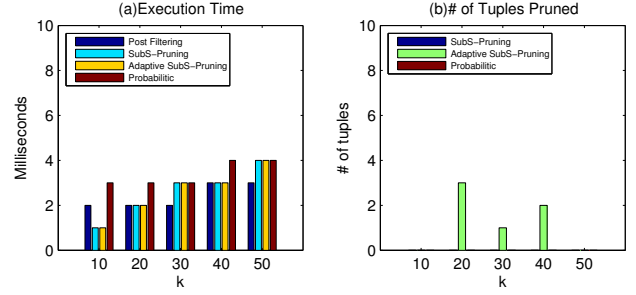 (a)Execution Time
10
8
6
4
2
0
Milliseconds
Post Filtering
SubS-Pruning
Adaptive SubS-Pruning
Probabilitic
10 20 30 40 50
k
(b)# of Tuples Pruned
10
8
6
4
2
0
# of tuples
SubS-Pruning
Adaptive SubS-Pruning
Probabilitic
10 20 30 40 50
k